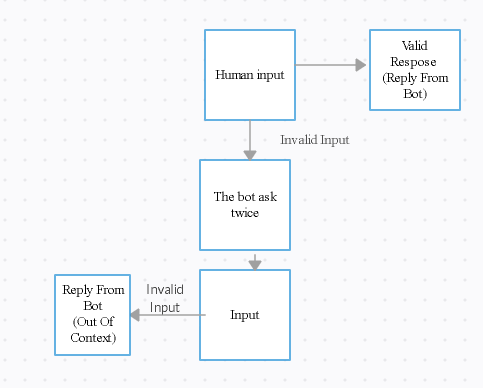 Human input
Valid
Respose
(Reply From
Bot)
Invalid Input
The bot ask
twice
Input
Invalid
Input
Reply From
Bot
(Out Of
Context)